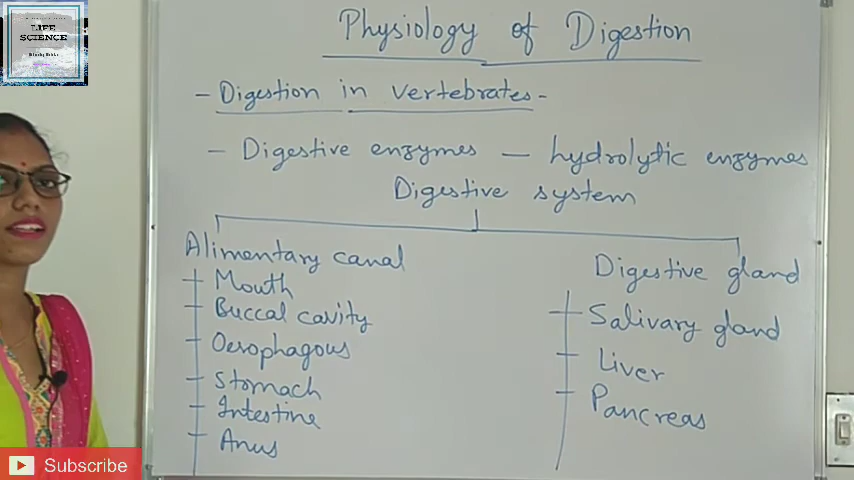 LIFE
SCIENCE
Physiology of Digestion
- Digestion in vertebrates -
- Digestive enzymes – hydrolytic enzymes
Digestive system
Alimentary canal
Mouth
Buccal cavity
Oesophagous
Stomach
Intestine
Anus
Digestive gland
Salivary gland
Liver
Pancreas
Subscribe